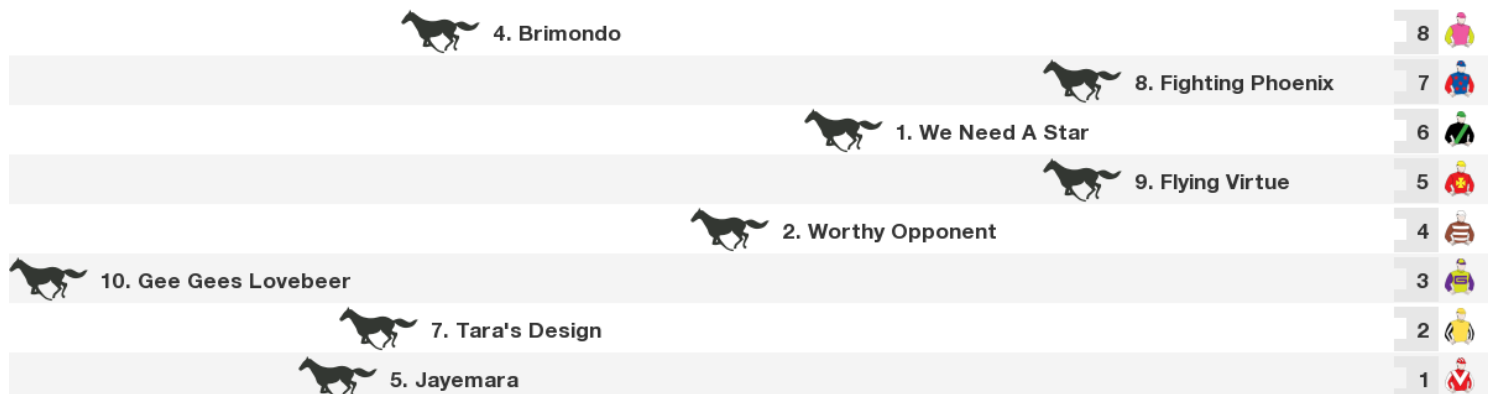 4. Brimondo 8
8. Fighting Phoenix 7
1. We Need A Star 6
9. Flying Virtue 5
2. Worthy Opponent 4
10. Gee Gees Lovebeer 3
7. Tara's Design 2
5. Jayemara 1